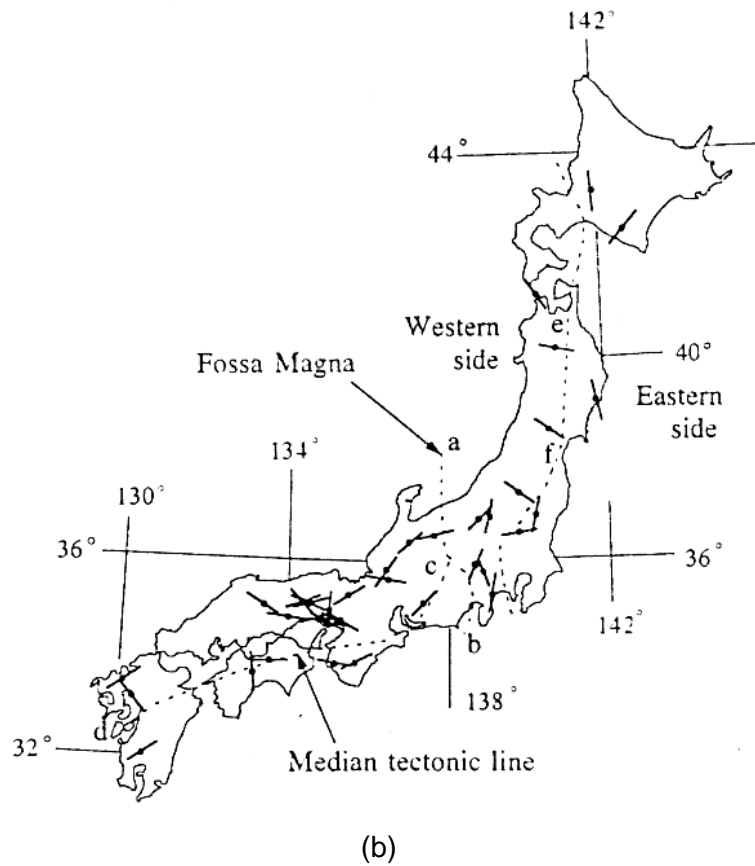 142°
44°
e
Western
side
40°
Fossa Magna
Eastern
side
a
134°
f
130°
36°
36°
c
142°
b
138°
d
32°
Median tectonic line
(b)